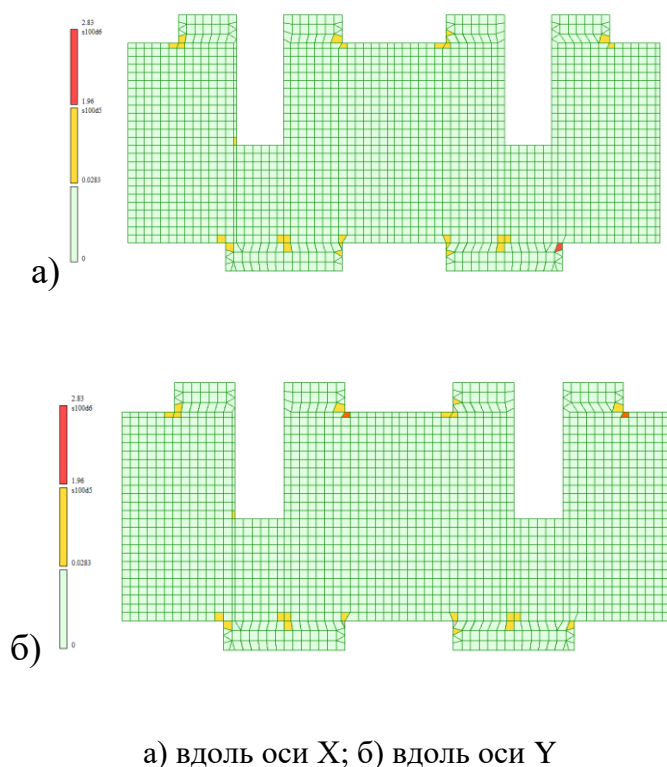 2.83
s100d6
1.96
s100d5
0.0283
0
а)
2.83
s100d6
1.96
s100d5
0.0283
0
б)
а) вдоль оси X; б) вдоль оси Y